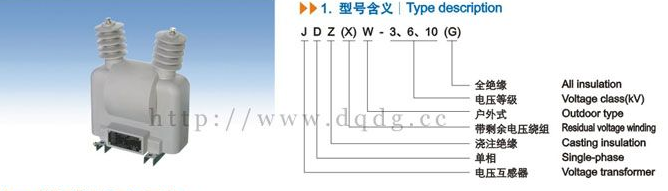 1. 型号含义 | Type description
J D Z (X) W - 3、6、10 (G)
全绝缘 All insulation
电压等级 Voltage class(kV)
户外式 Outdoor type
带剩余电压绕组 Residual voltage winding
浇注绝缘 Casting insulation
单相 Single-phase
电压互感器 Voltage transformer
http://www.dqdg.cc